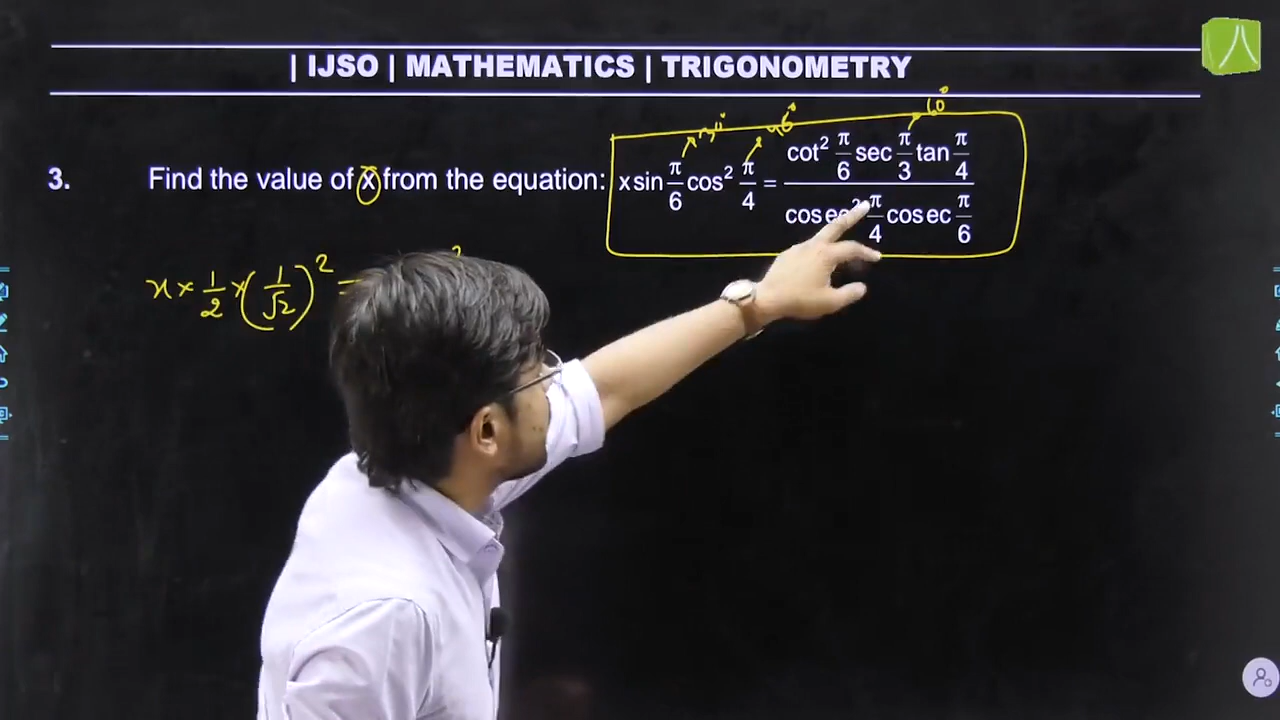 | IJSO | MATHEMATICS | TRIGONOMETRY
60°
3. Find the value of x from the equation: x sin π/6 cos² π/4 = (cot² π/6 sec π/3 tan π/4) / (cosec² π/4 cosec π/6)
x × 1/2 × (1/√2)² =